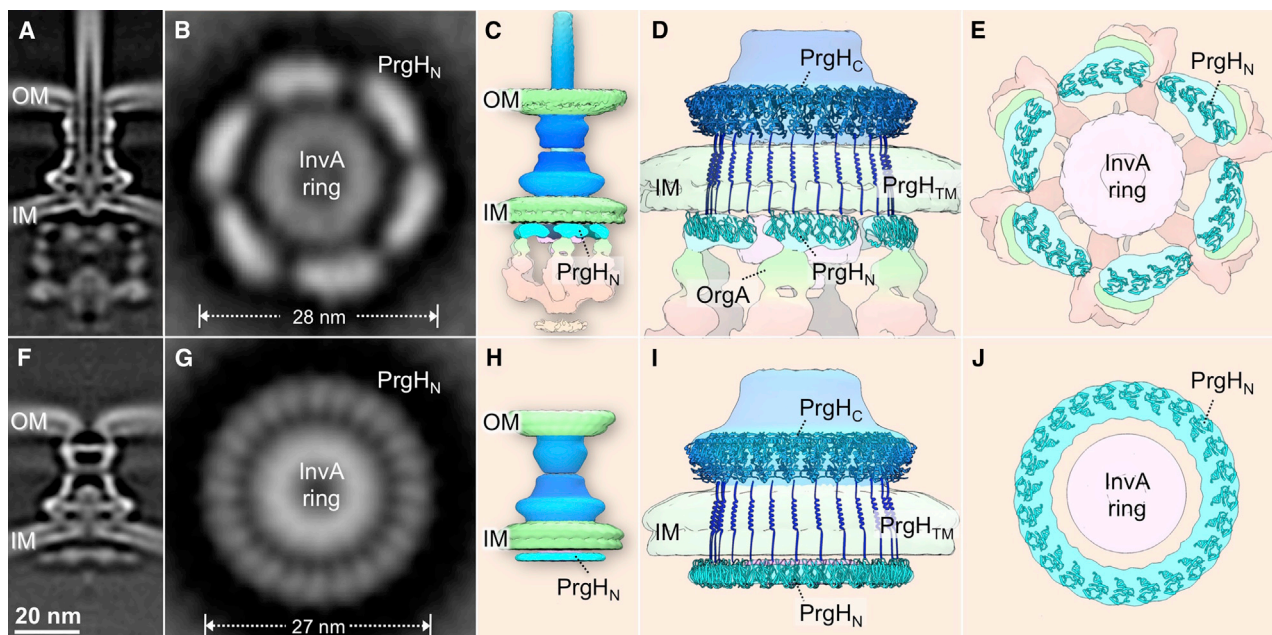 A
OM
IM
B
PrgHN
InvA
ring
28 nm
C
OM
IM
PrgHN
D
PrgHC
IM
PrgHTM
OrgA
PrgHN
E
PrgHN
InvA
ring
F
OM
IM
20 nm
G
PrgHN
InvA
ring
27 nm
H
OM
IM
PrgHN
I
PrgHC
IM
PrgHTM
PrgHN
J
PrgHN
InvA
ring